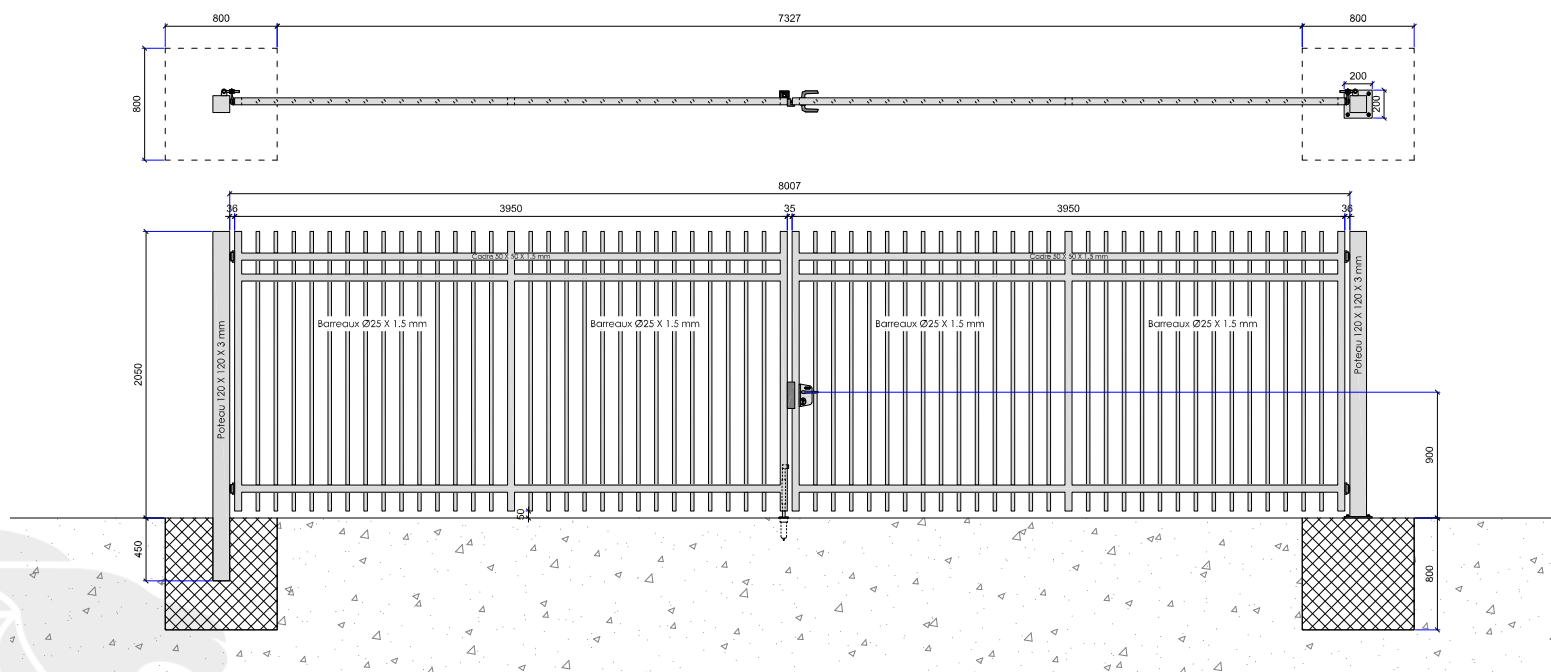 800
7327
800
800
200
200
8007
36
3950
35
3950
36
Cadre 50 X 50 X 1.5 mm
Cadre 50 X 50 X 1.5 mm
Barreaux Ø25 X 1.5 mm
Barreaux Ø25 X 1.5 mm
Barreaux Ø25 X 1.5 mm
Barreaux Ø25 X 1.5 mm
Poteau 120 X 120 X 3 mm
Poteau 120 X 120 X 3 mm
2050
900
50
450
800